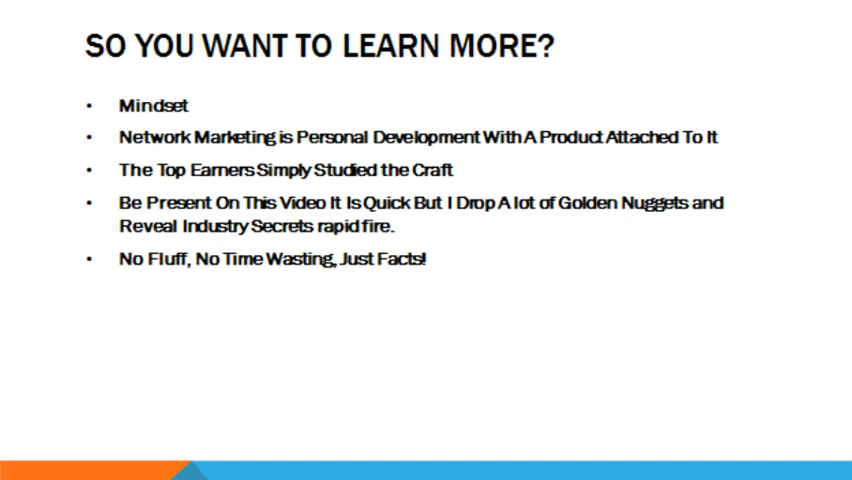 SO YOU WANT TO LEARN MORE?
• Mindset
• Network Marketing is Personal Development With A Product Attached To It
• The Top Earners Simply Studied the Craft
• Be Present On This Video It Is Quick But I Drop A lot of Golden Nuggets and
Reveal Industry Secrets rapid fire.
• No Fluff, No Time Wasting, Just Facts!